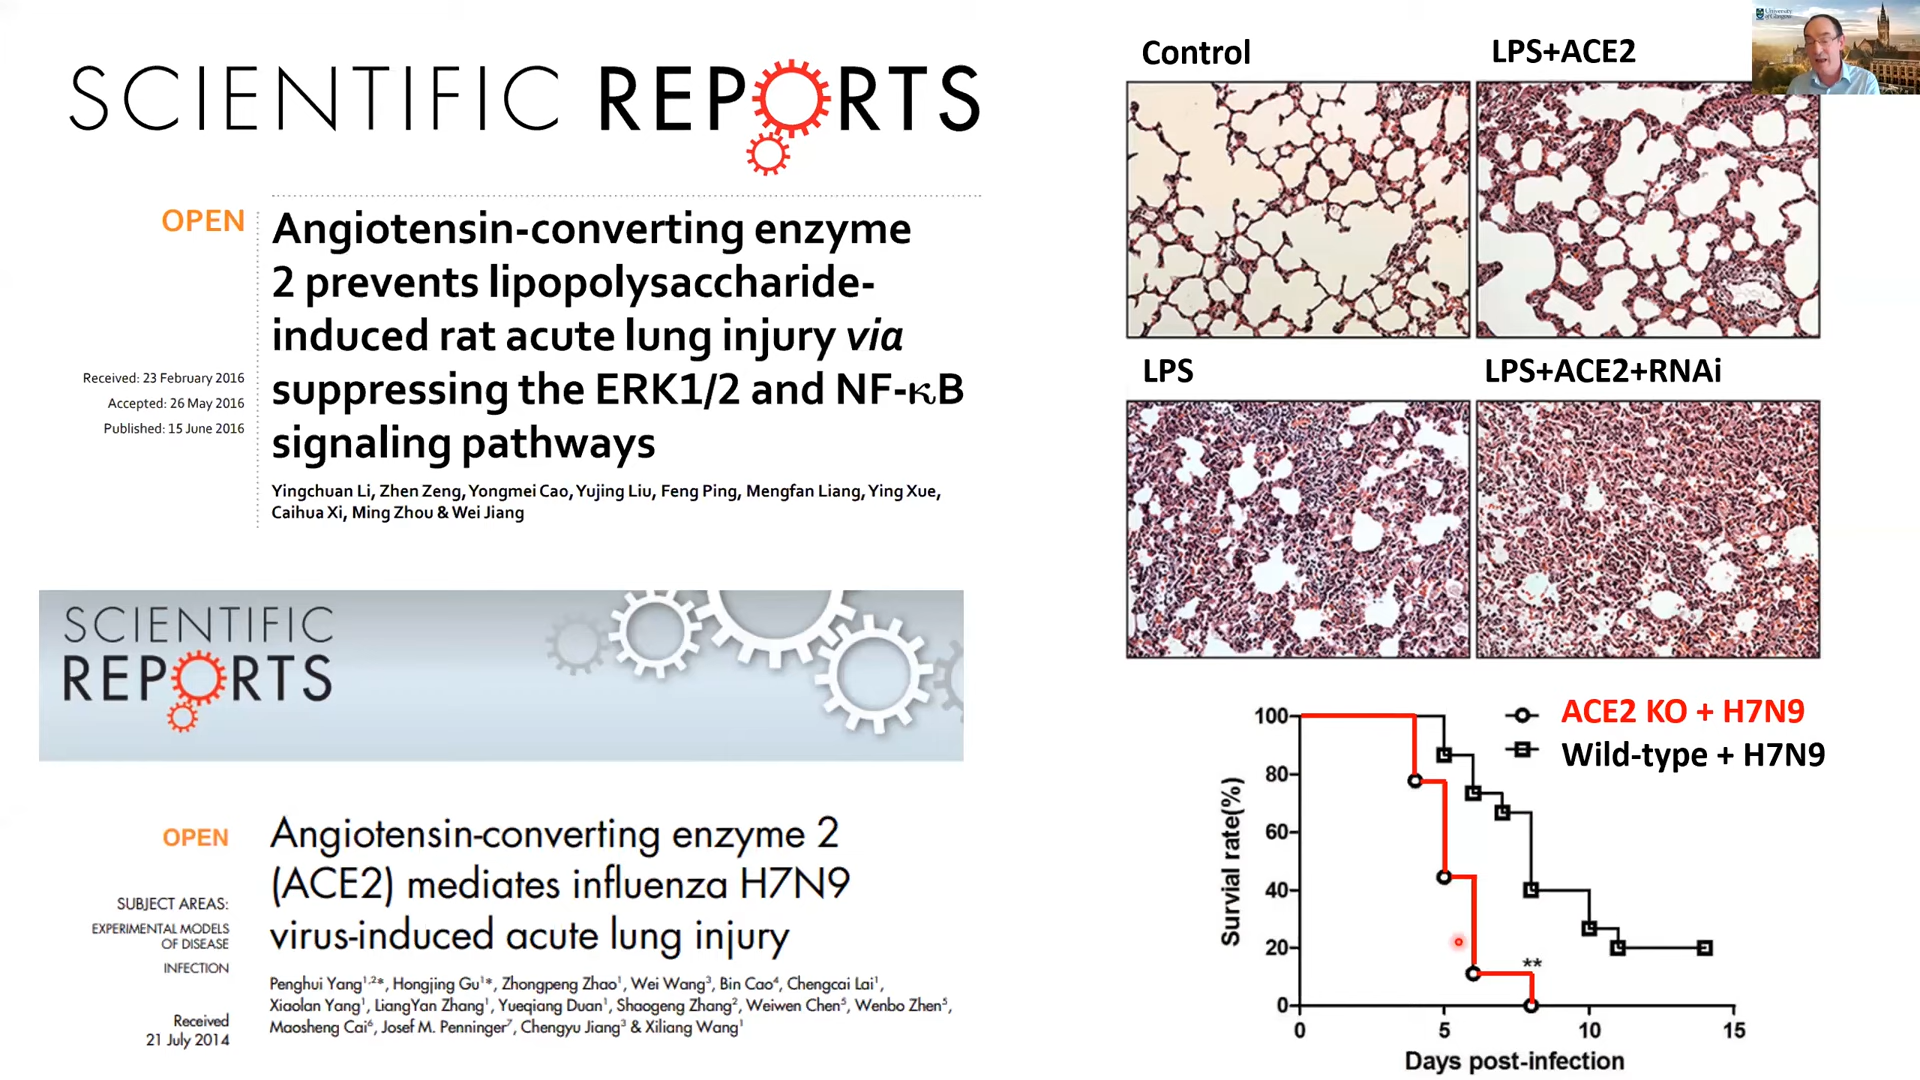 SCIENTIFIC REPORTS
OPEN
Angiotensin-converting enzyme
2 prevents lipopolysaccharide-
induced rat acute lung injury via
suppressing the ERK1/2 and NF-κB
signaling pathways
Received: 23 February 2016
Accepted: 26 May 2016
Published: 15 June 2016
Yingchuan Li, Zhen Zeng, Yongmei Cao, Yujing Liu, Feng Ping, Mengfan Liang, Ying Xue,
Caihua Xi, Ming Zhou & Wei Jiang
SCIENTIFIC
REPORTS
OPEN
SUBJECT AREAS:
EXPERIMENTAL MODELS
OF DISEASE
INFECTION
Received
21 July 2014
Angiotensin-converting enzyme 2
(ACE2) mediates influenza H7N9
virus-induced acute lung injury
Penghui Yang1,2*, Hongjing Gu1*, Zhongpeng Zhao1, Wei Wang3, Bin Cao4, Chengcai Lai1,
Xiaolan Yang1, LiangYan Zhang1, Yueqiang Duan1, Shaogeng Zhang2, Weiwen Chen5, Wenbo Zhen5,
Maosheng Cai6, Josef M. Penninger7, Chengyu Jiang3 & Xiliang Wang1
Control
LPS+ACE2
LPS
LPS+ACE2+RNAi
University
of Glasgow
ACE2 KO + H7N9
Wild-type + H7N9
Survial rate(%)
100
80
60
40
20
0
**
0 5 10 15
Days post-infection